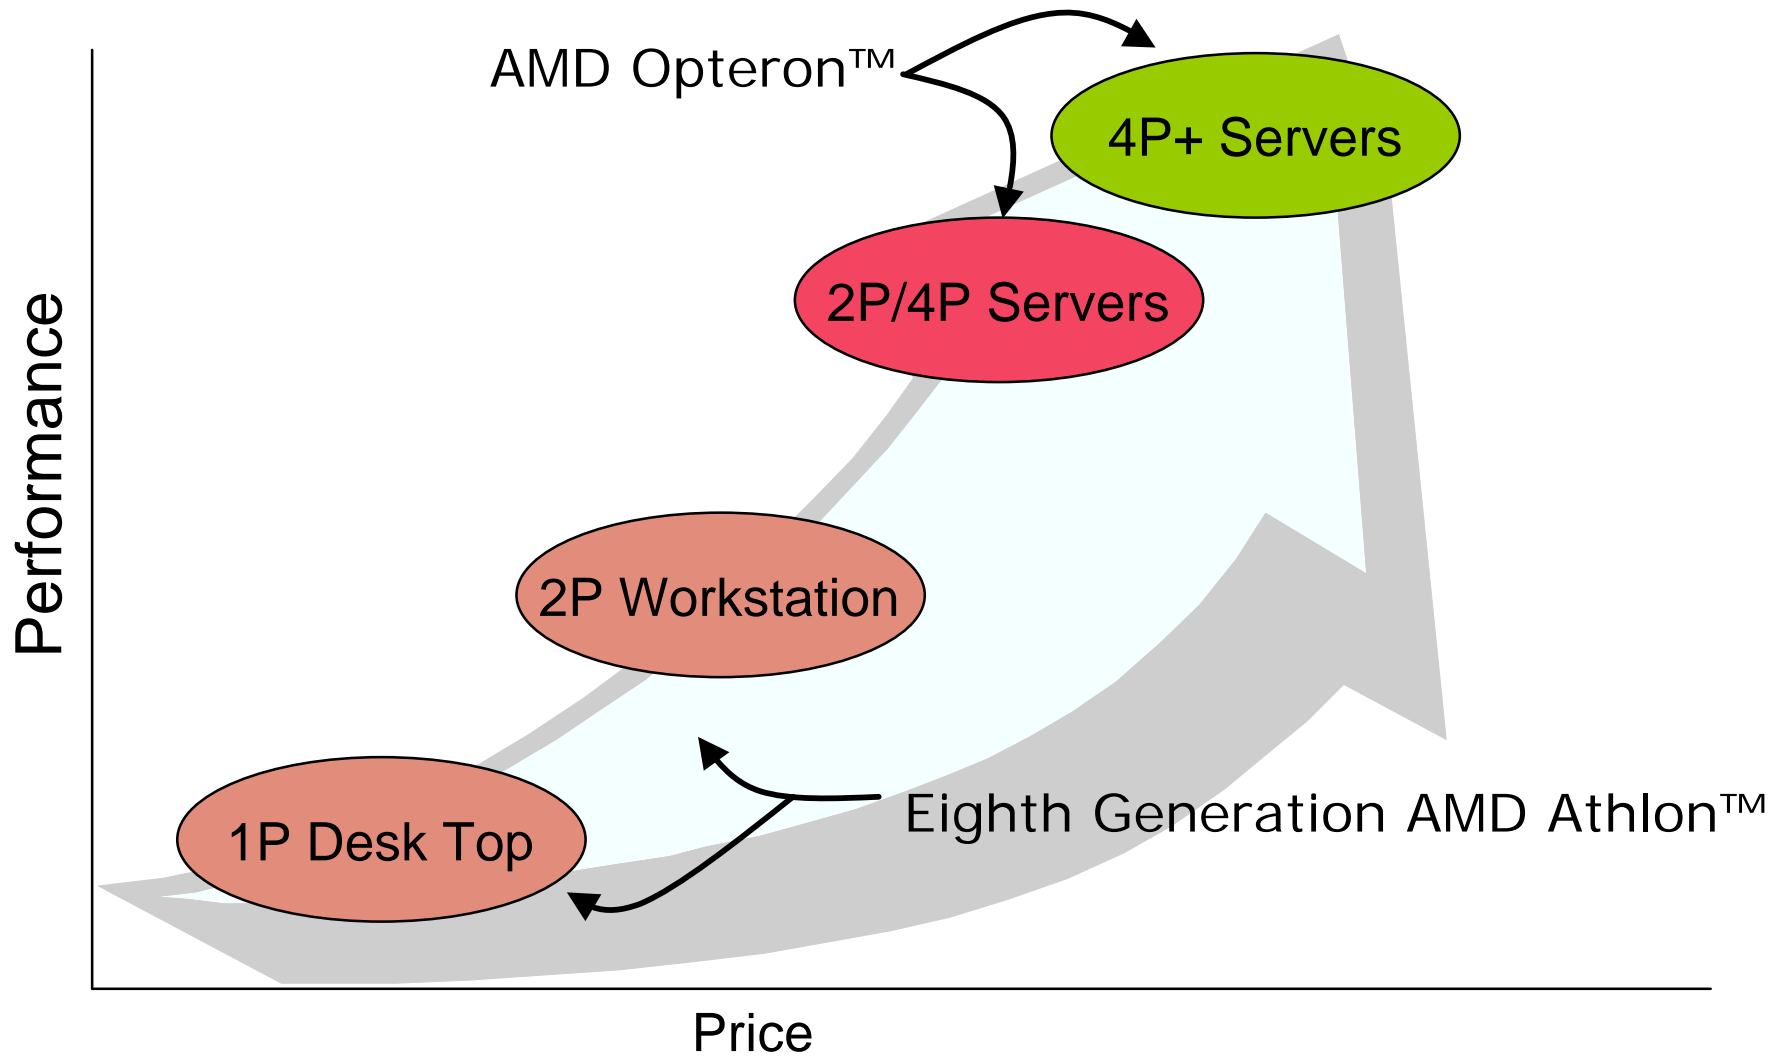 AMD Opteron™
4P+ Servers
2P/4P Servers
Performance
2P Workstation
Eighth Generation AMD Athlon™
1P Desk Top
Price